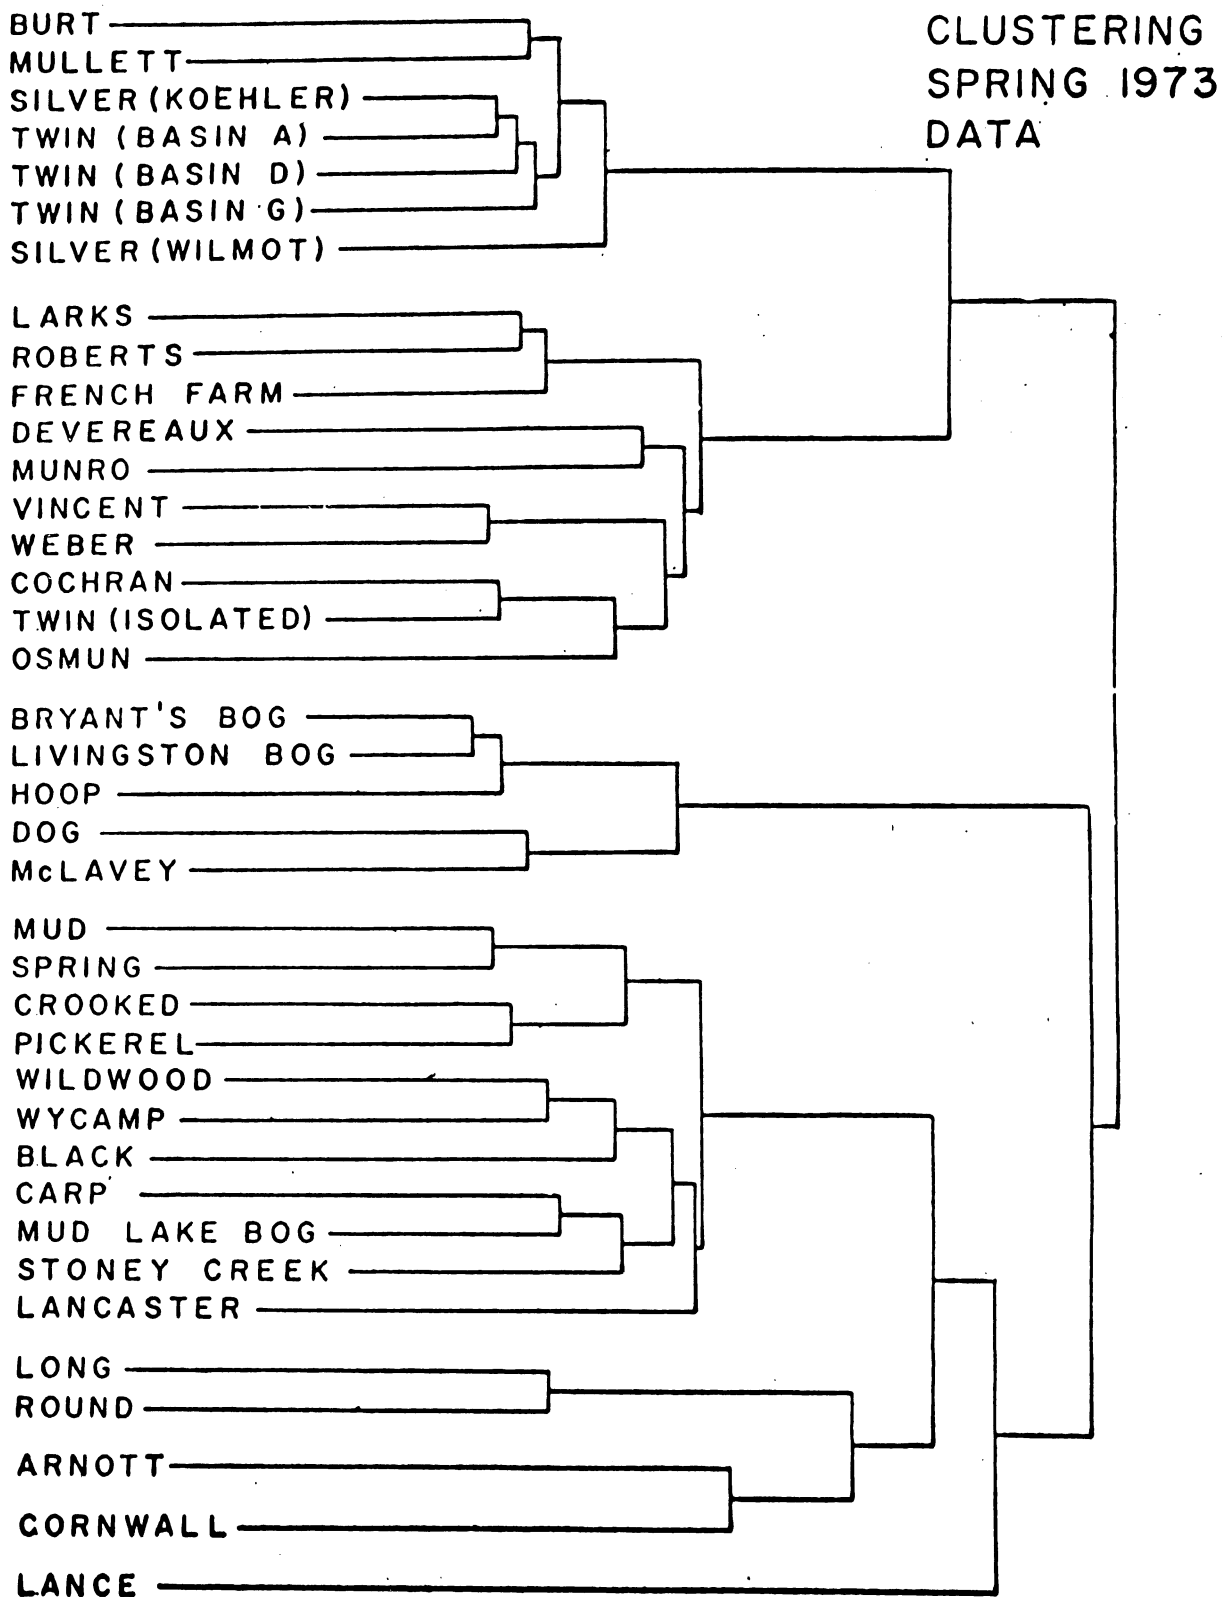 CLUSTERING
SPRING 1973
DATA
BURT
MULLETT
SILVER (KOEHLER)
TWIN (BASIN A)
TWIN (BASIN D)
TWIN (BASIN G)
SILVER (WILMOT)
LARKS
ROBERTS
FRENCH FARM
DEVEREAUX
MUNRO
VINCENT
WEBER
COCHRAN
TWIN (ISOLATED)
OSMUN
BRYANT'S BOG
LIVINGSTON BOG
HOOP
DOG
McLAVEY
MUD
SPRING
CROOKED
PICKEREL
WILDWOOD
WYCAMP
BLACK
CARP
MUD LAKE BOG
STONEY CREEK
LANCASTER
LONG
ROUND
ARNOTT
CORNWALL
LANCE